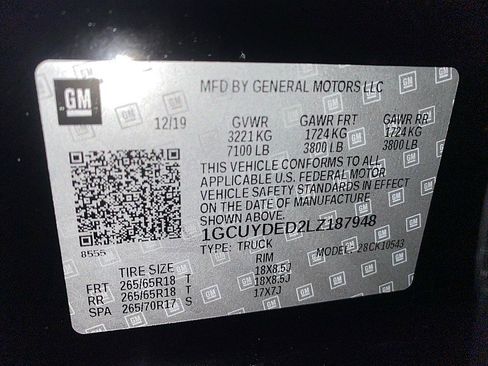 GM
MFD BY GENERAL MOTORS LLC
12/19 GVWR GAWR FRT GAWR RR
3221 KG 1724 KG 1724 KG
7100 LB 3800 LB 3800 LB
THIS VEHICLE CONFORMS TO ALL
APPLICABLE U.S. FEDERAL MOTOR
VEHICLE SAFETY STANDARDS IN EFFECT
ON THE DATE OF MANUFACTURE
SHOWN ABOVE.
1GCUYDED2LZ187948
8555 TYPE: TRUCK MODEL: 28CK10543
TIRE SIZE RIM
FRT 265/65R18 T 18X8.5J
RR 265/65R18 T 18X8.5J
SPA 265/70R17 S 17X7J